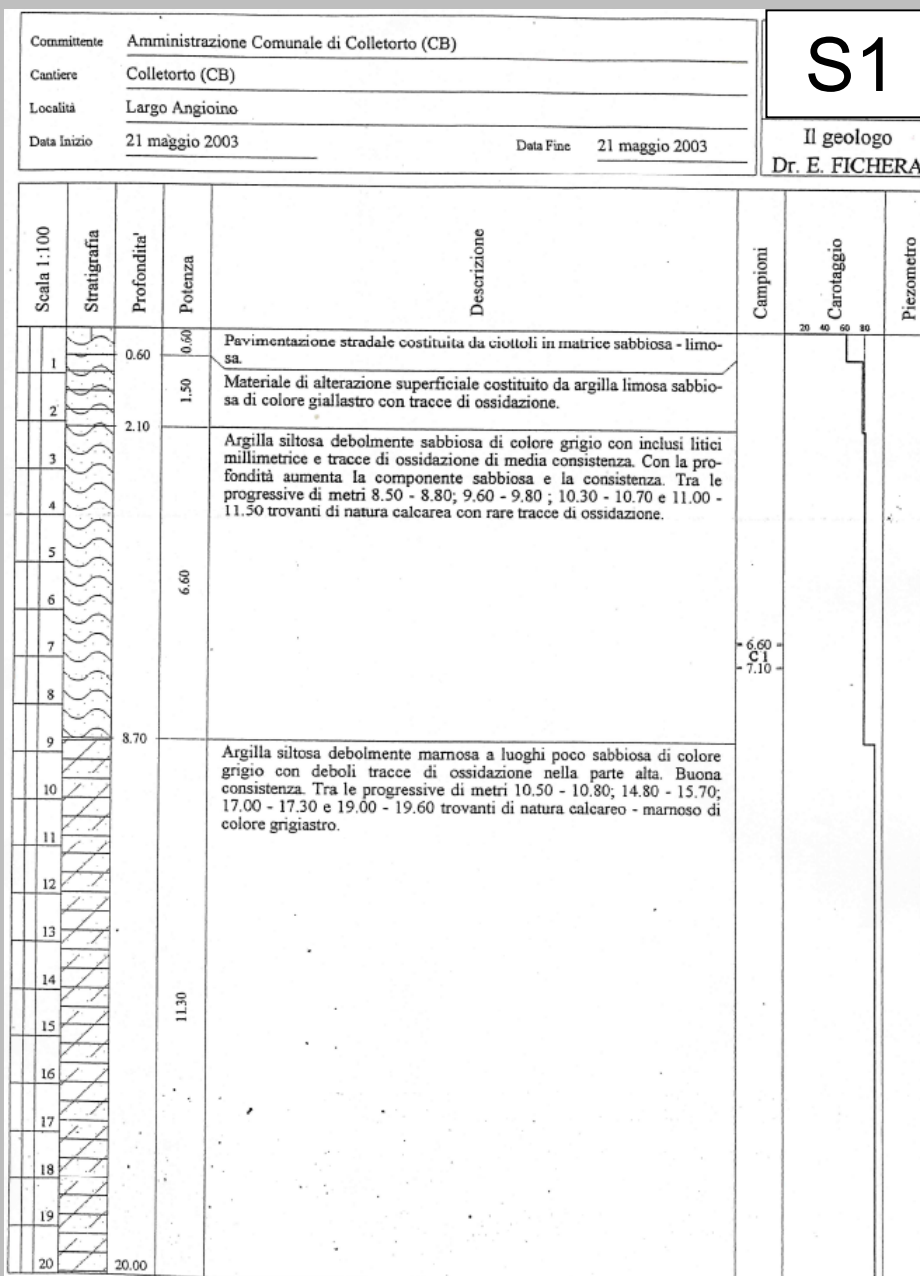 Committente Amministrazione Comunale di Colletorto (CB)
Cantiere Colletorto (CB)
Località Largo Angioino
Data Inizio 21 maggio 2003 Data Fine 21 maggio 2003
S1
Il geologo
Dr. E. FICHERA
Scala 1:100 Stratigrafia Profondita' Potenza Descrizione Campioni Carotaggio Piezometro
20 40 60 80
0.60
0.60
Pavimentazione stradale costituita da ciottoli in matrice sabbiosa - limo-
sa.
1
1.50
Materiale di alterazione superficiale costituito da argilla limosa sabbio-
sa di colore giallastro con tracce di ossidazione.
2
2.10
Argilla siltosa debolmente sabbiosa di colore grigio con inclusi litici
millimetrice e tracce di ossidazione di media consistenza. Con la pro-
fondità aumenta la componente sabbiosa e la consistenza. Tra le
progressive di metri 8.50 - 8.80; 9.60 - 9.80 ; 10.30 - 10.70 e 11.00 -
11.50 trovanti di natura calcarea con rare tracce di ossidazione.
3
4
5
6.60
6
7
- 6.60 -
C1
- 7.10 -
8
9
8.70
Argilla siltosa debolmente marnosa a luoghi poco sabbiosa di colore
grigio con deboli tracce di ossidazione nella parte alta. Buona
consistenza. Tra le progressive di metri 10.50 - 10.80; 14.80 - 15.70;
17.00 - 17.30 e 19.00 - 19.60 trovanti di natura calcareo - marnoso di
colore grigiastro.
10
11
12
13
14
11.30
15
16
17
18
19
20
20.00